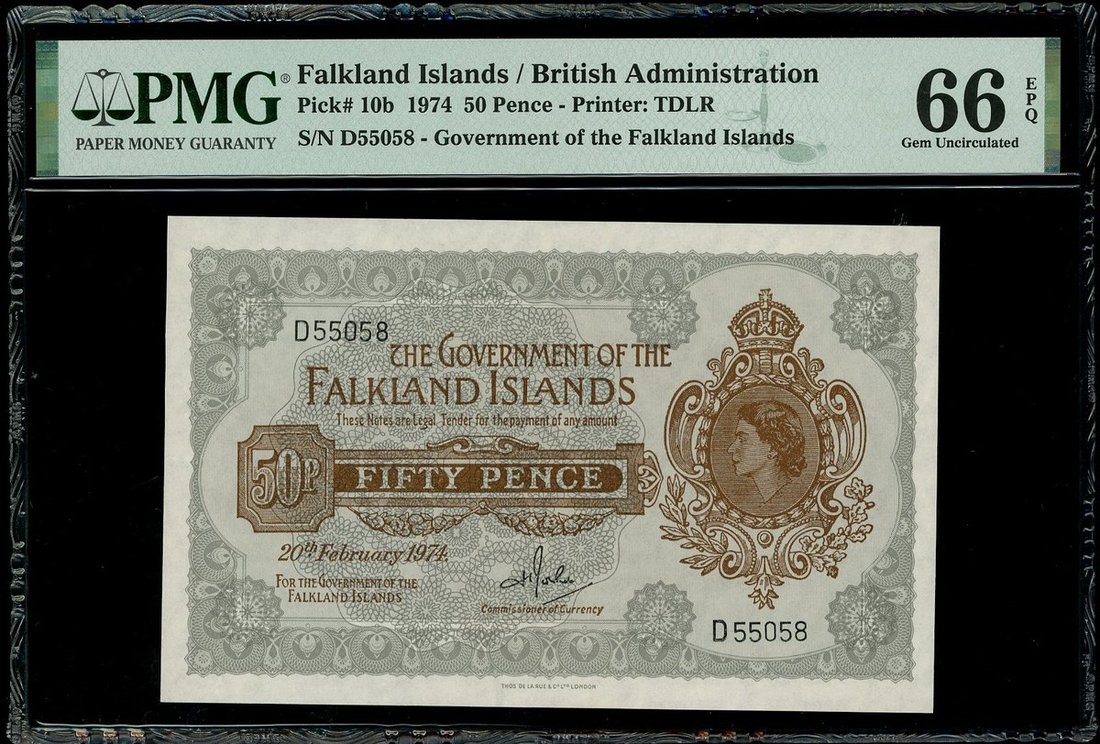 PMG®
PAPER MONEY GUARANTY
Falkland Islands / British Administration
Pick# 10b 1974 50 Pence - Printer: TDLR
S/N D55058 - Government of the Falkland Islands
66
EPQ
Gem Uncirculated
D55058
THE GOVERNMENT OF THE
FALKLAND ISLANDS
These Notes are Legal Tender for the payment of any amount
50P
FIFTY PENCE
20th February 1974.
FOR THE GOVERNMENT OF THE
FALKLAND ISLANDS
Commissioner of Currency
D55058
THOS. DE LA RUE & Co. LTD. LONDON